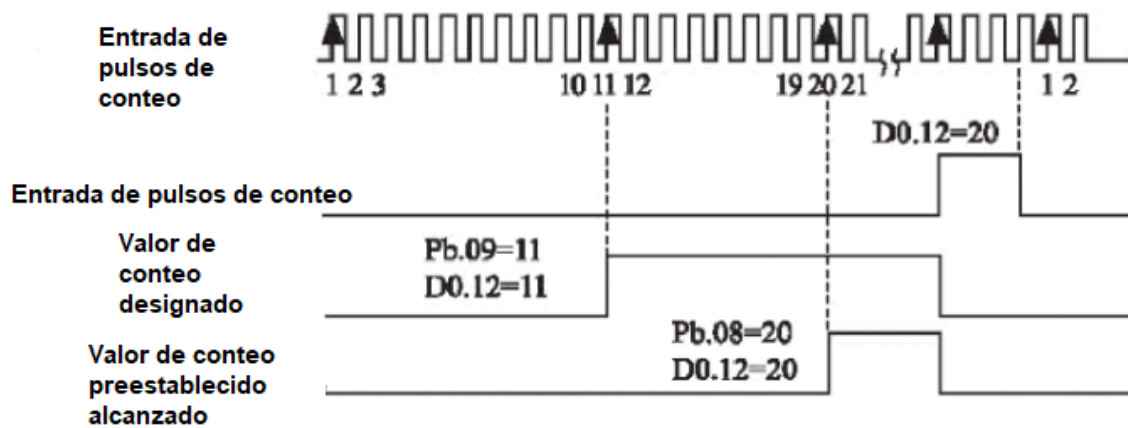 Entrada de
pulsos de
conteo
1 2 3
10 11 12
19 20 21
1 2
D0.12=20
Entrada de pulsos de conteo
Valor de
conteo
designado
Pb.09=11
D0.12=11
Valor de conteo
preestablecido
alcanzado
Pb.08=20
D0.12=20